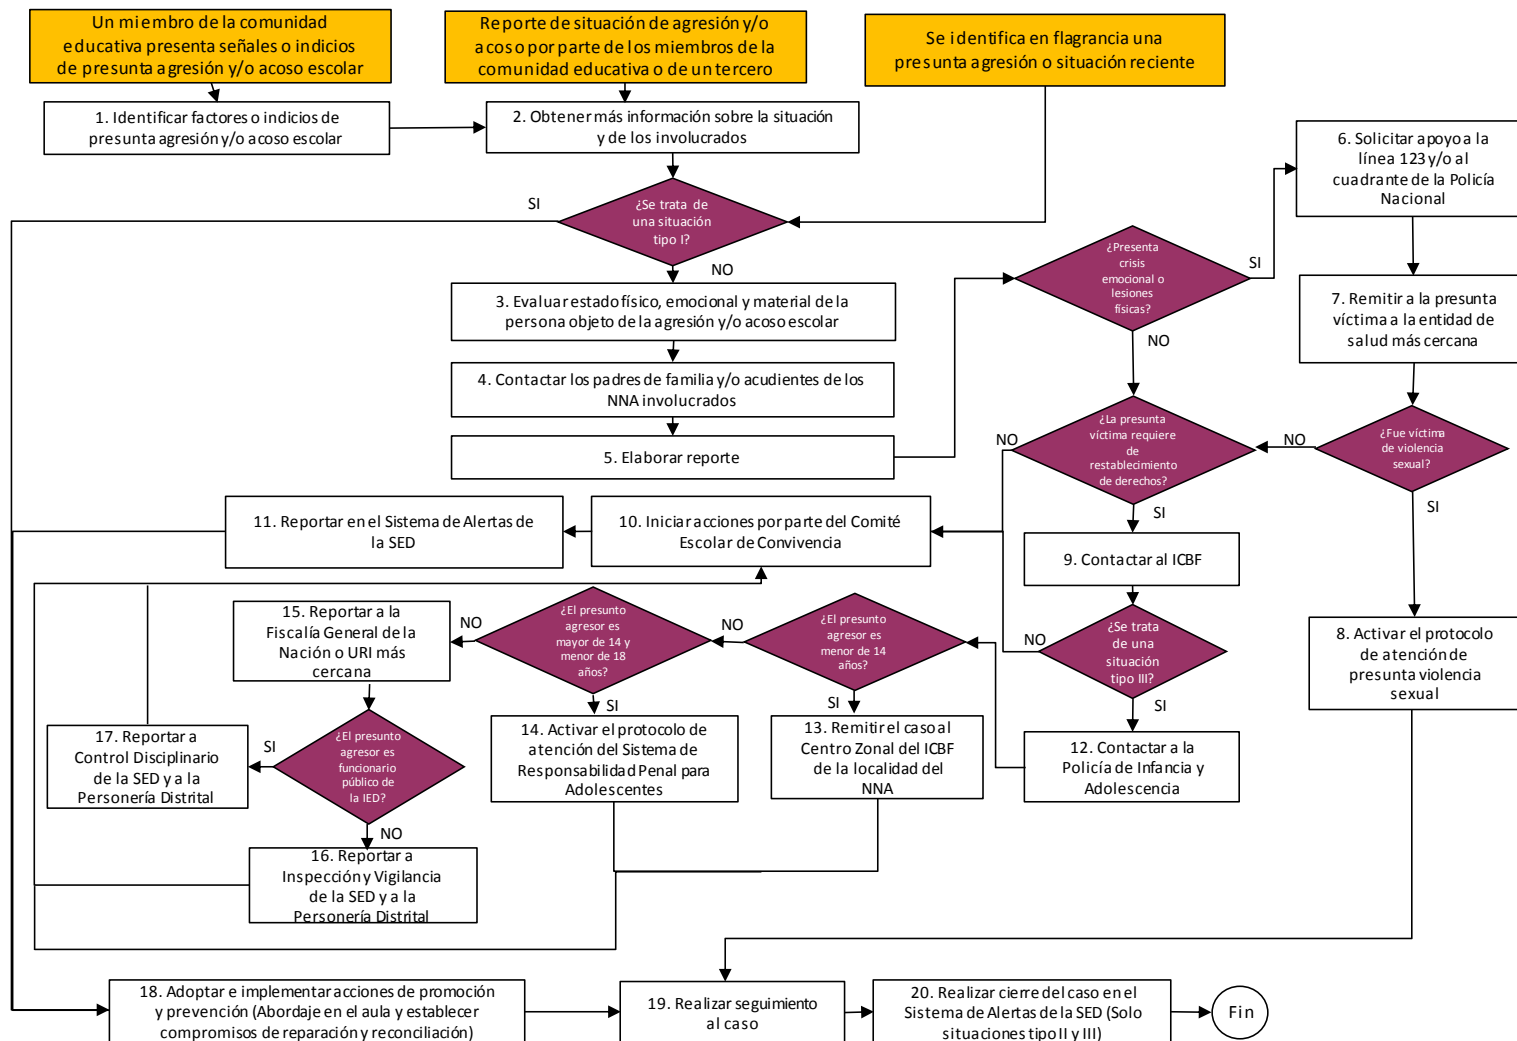 Un miembro de la comunidad
educativa presenta señales o indicios
de presunta agresión y/o acoso escolar
Reporte de situación de agresión y/o
acoso por parte de los miembros de la
comunidad educativa o de un tercero
Se identifica en flagrancia una
presunta agresión o situación reciente
1. Identificar factores o indicios de
presunta agresión y/o acoso escolar
2. Obtener más información sobre la situación
y de los involucrados
6. Solicitar apoyo a la
línea 123 y/o al
cuadrante de la Policía
Nacional
SI
¿Se trata de
una situación
tipo I?
NO
¿Presenta
crisis
emocional o
lesiones
físicas?
SI
NO
3. Evaluar estado físico, emocional y material de la
persona objeto de la agresión y/o acoso escolar
7. Remitir a la presunta
víctima a la entidad de
salud más cercana
4. Contactar los padres de familia y/o acudientes de los
NNA involucrados
5. Elaborar reporte
NO
¿La presunta
víctima requiere
de
restablecimiento
de derechos?
NO
¿Fue víctima
de violencia
sexual?
SI
SI
11. Reportar en el Sistema de Alertas de
la SED
10. Iniciar acciones por parte del Comité
Escolar de Convivencia
9. Contactar al ICBF
15. Reportar a la
Fiscalía General de la
Nación o URI más
cercana
NO
¿El presunto
agresor es
mayor de 14 y
menor de 18
años?
NO
¿El presunto
agresor es
menor de 14
años?
NO
¿Se trata
de una
situación
tipo III?
8. Activar el protocolo
de atención de
presunta violencia
sexual
SI
SI
SI
17. Reportar a
Control Disciplinario
de la SED y a la
Personería Distrital
SI
¿El presunto
agresor es
funcionario
público de
la IED?
NO
14. Activar el protocolo de
atención del Sistema de
Responsabilidad Penal para
Adolescentes
13. Remitir el caso al
Centro Zonal del ICBF
de la localidad del
NNA
12. Contactar a la
Policía de Infancia y
Adolescencia
16. Reportar a
Inspección y Vigilancia
de la SED y a la
Personería Distrital
18. Adoptar e implementar acciones de promoción
y prevención (Abordaje en el aula y establecer
compromisos de reparación y reconciliación)
19. Realizar seguimiento
al caso
20. Realizar cierre del caso en el
Sistema de Alertas de la SED (Solo
situaciones tipo II y III)
Fin